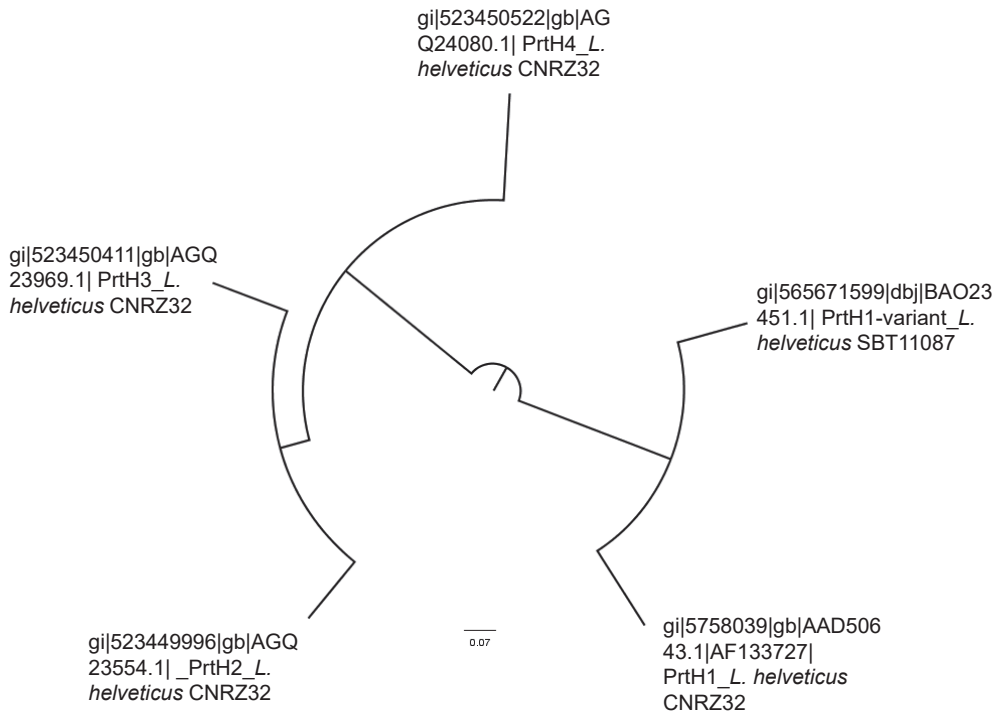 gi|523450522|gb|AG
Q24080.1| PrtH4_L.
helveticus CNRZ32
gi|523450411|gb|AGQ
23969.1| PrtH3_L.
helveticus CNRZ32
gi|565671599|dbj|BAO23
451.1| PrtH1-variant_L.
helveticus SBT11087
gi|523449996|gb|AGQ
23554.1| _PrtH2_L.
helveticus CNRZ32
0.07
gi|5758039|gb|AAD506
43.1|AF133727|
PrtH1_L. helveticus
CNRZ32